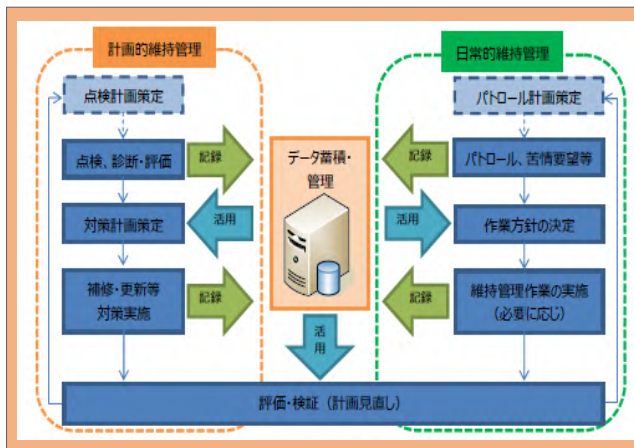 計画的維持管理
点検計画策定
点検、診断・評価
対策計画策定
補修・更新等
対策実施
記録
活用
記録
データ蓄積・
管理
活
用
日常的維持管理
パトロール計画策定
パトロール、苦情要望等
作業方針の決定
維持管理作業の実施
(必要に応じ)
記録
活用
記録
評価・検証(計画見直し)